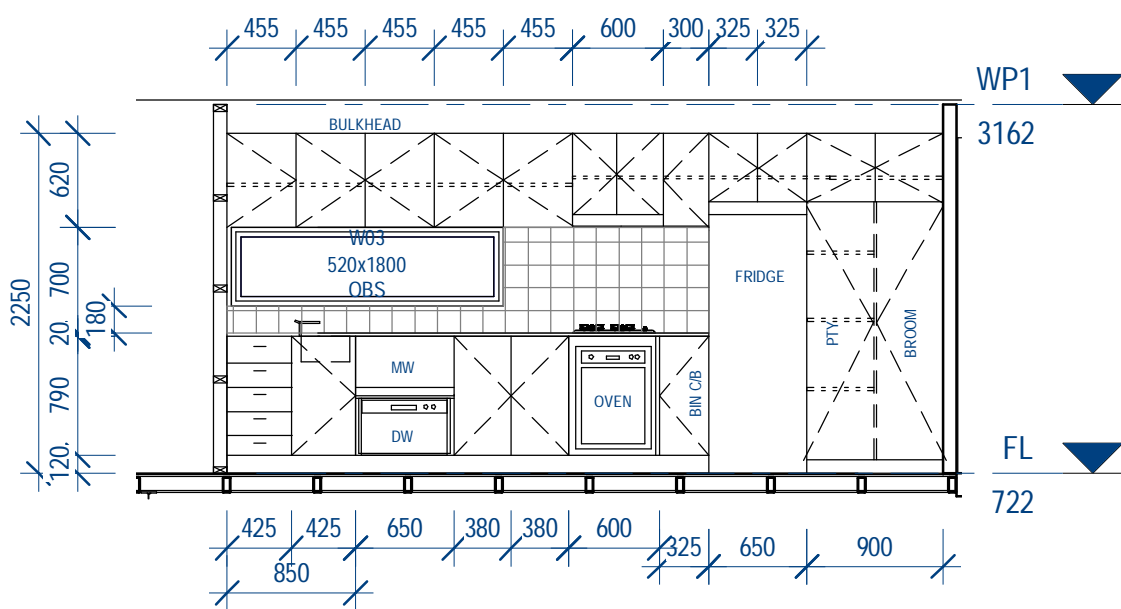 455 455 455 455 455 600 300 325 325
WP1
3162
BULKHEAD
620
700
2250
20
180
790
120
W03
520x1800
OBS
FRIDGE
PTY
BROOM
MW
DW
OVEN
BIN C/B
FL
722
425 425 650 380 380 600 325 650 900
850